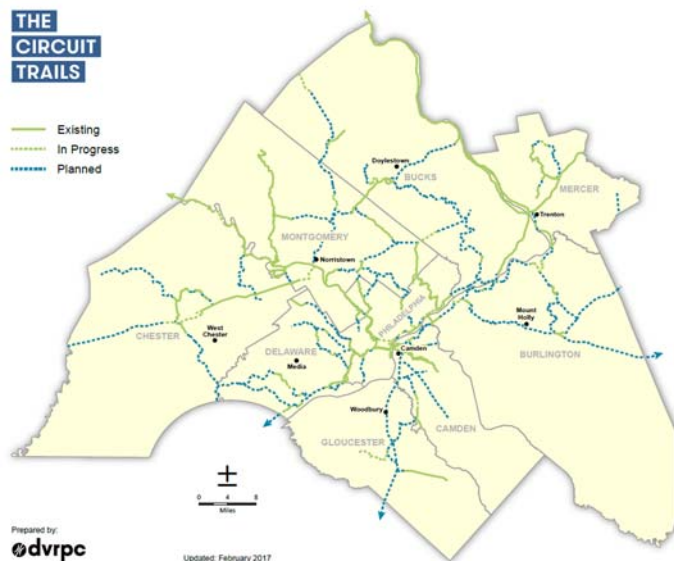 THE
CIRCUIT
TRAILS
Existing
In Progress
Planned
Doylestown
BUCKS
MERCER
Trenton
MONTGOMERY
Norristown
PHILADELPHIA
Mount
Holly
CHESTER
West
Chester
DELAWARE
Media
Camden
BURLINGTON
Woodbury
CAMDEN
GLOUCESTER
0 4 8
Miles
Prepared by:
dvrpc
Updated: February 2017